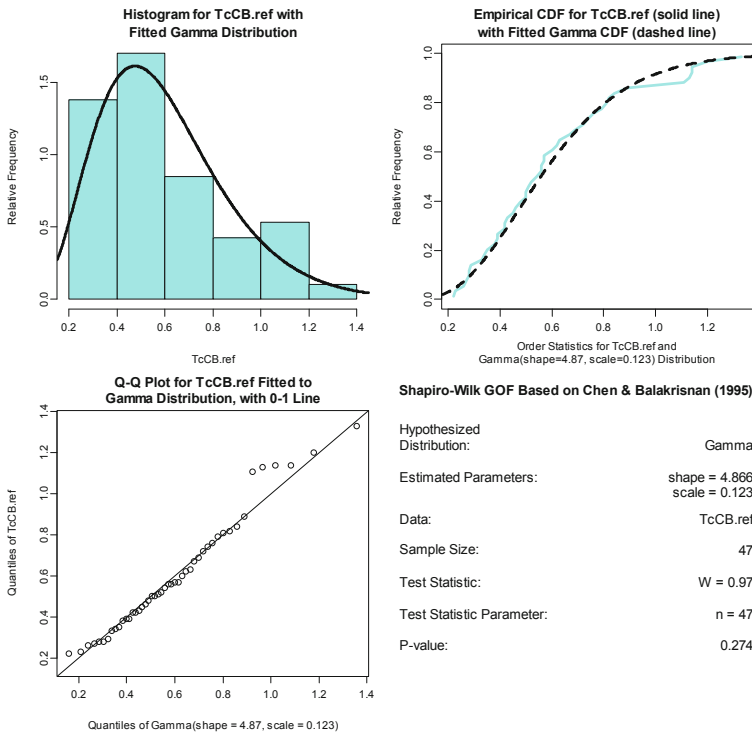 Histogram for TcCB.ref with
Fitted Gamma Distribution
Relative Frequency
0.0 0.5 1.0 1.5
0.2 0.4 0.6 0.8 1.0 1.2 1.4
TcCB.ref
Empirical CDF for TcCB.ref (solid line)
with Fitted Gamma CDF (dashed line)
Relative Frequency
0.0 0.2 0.4 0.6 0.8 1.0
0.2 0.4 0.6 0.8 1.0 1.2
Order Statistics for TcCB.ref and
Gamma(shape=4.87, scale=0.123) Distribution
Q-Q Plot for TcCB.ref Fitted to
Gamma Distribution, with 0-1 Line
Quantiles of TcCB.ref
0.2 0.4 0.6 0.8 1.0 1.2 1.4
0.2 0.4 0.6 0.8 1.0 1.2 1.4
Quantiles of Gamma(shape = 4.87, scale = 0.123)
Shapiro-Wilk GOF Based on Chen & Balakrisnan (1995)
Hypothesized
Distribution: Gamma
Estimated Parameters: shape = 4.866
scale = 0.123
Data: TcCB.ref
Sample Size: 47
Test Statistic: W = 0.97
Test Statistic Parameter: n = 47
P-value: 0.274